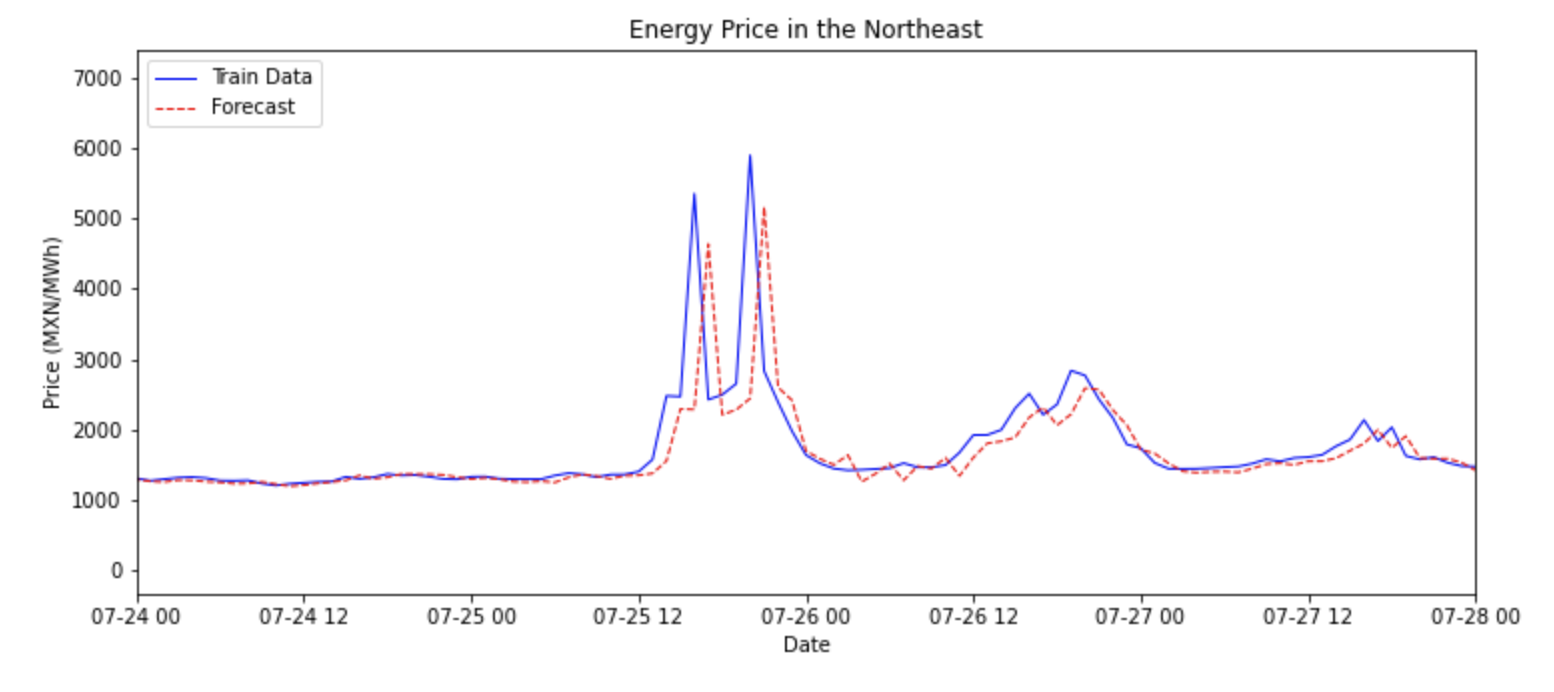 Energy Price in the Northeast
Train Data
Forecast
7000
6000
5000
4000
3000
2000
1000
0
Price (MXN/MWh)
07-24 00 07-24 12 07-25 00 07-25 12 07-26 00 07-26 12 07-27 00 07-27 12 07-28 00
Date